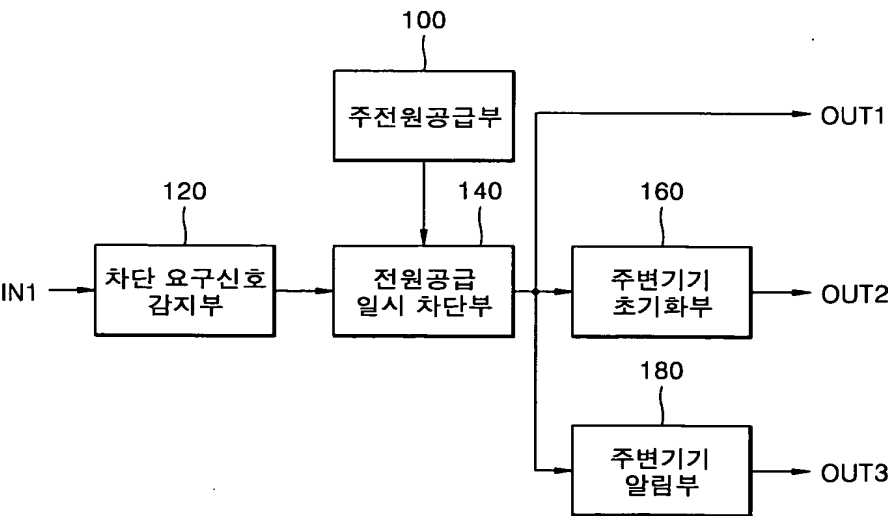 100
주전원공급부
OUT1
120
140
160
IN1
차단 요구신호
감지부
전원공급
일시 차단부
주변기기
초기화부
OUT2
180
주변기기
알림부
OUT3